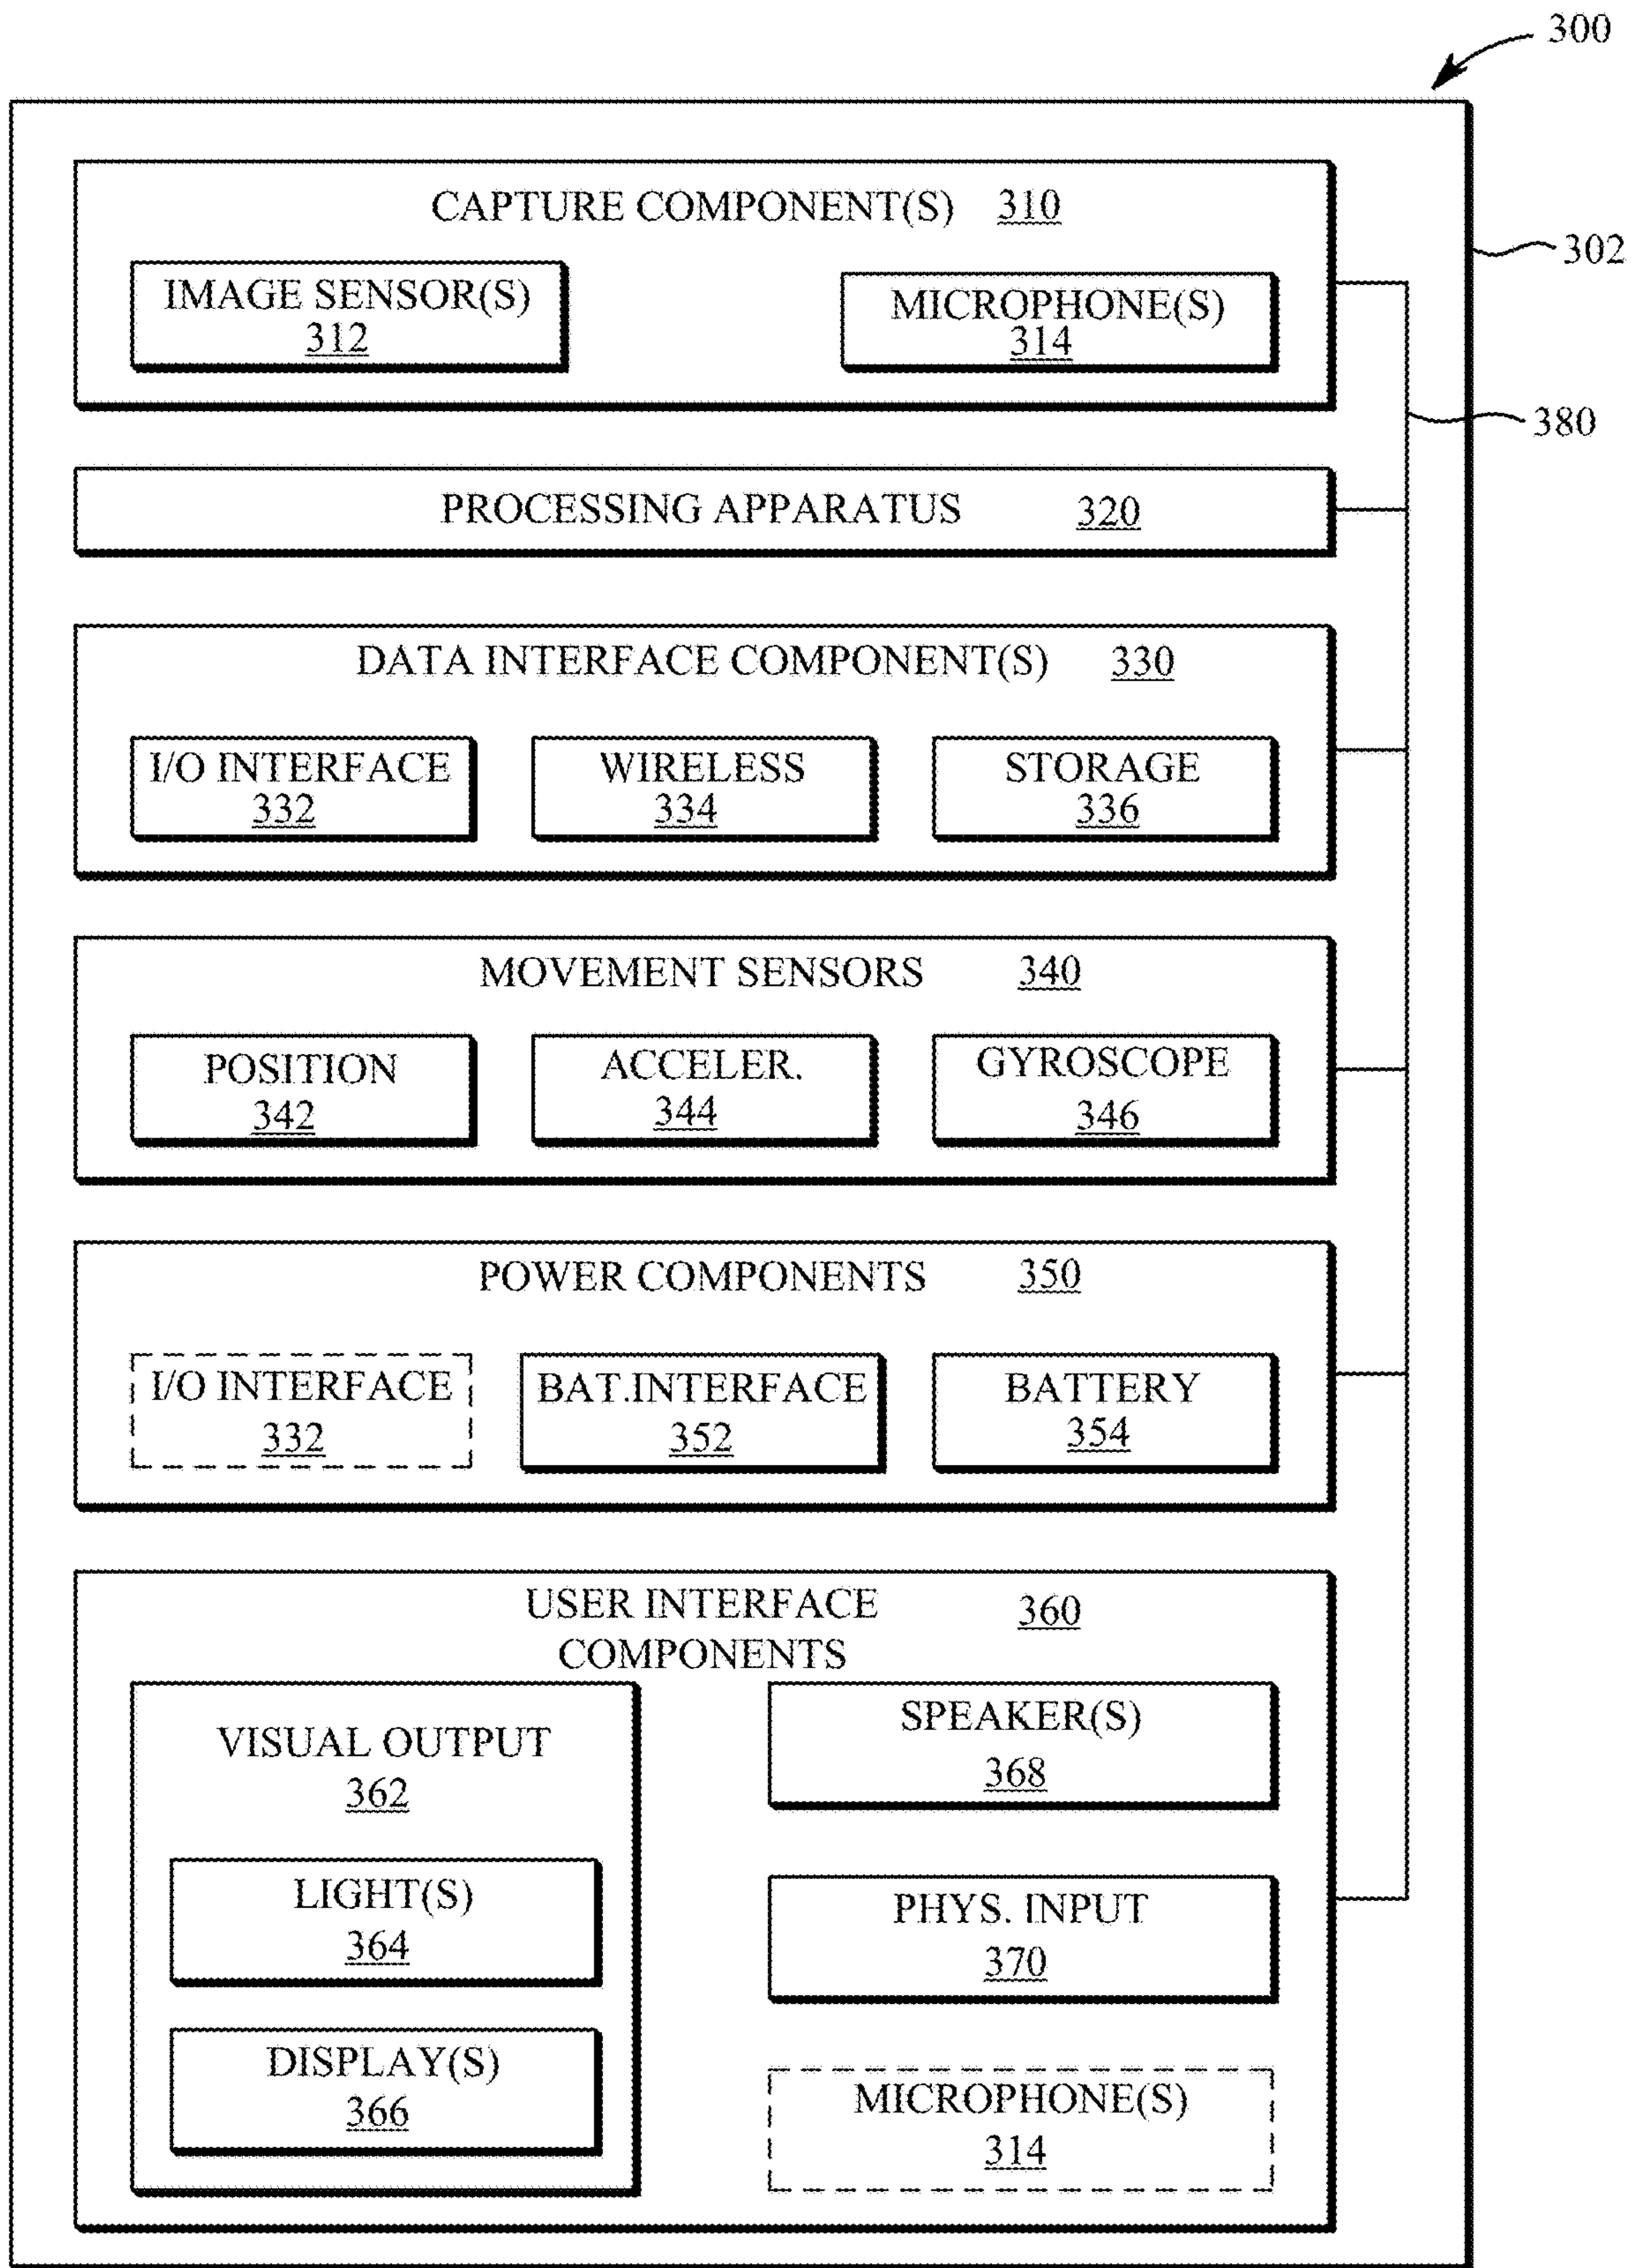 300
CAPTURE COMPONENT(S) 310
302
IMAGE SENSOR(S)
312
MICROPHONE(S)
314
380
PROCESSING APPARATUS 320
DATA INTERFACE COMPONENT(S) 330
I/O INTERFACE
332
WIRELESS
334
STORAGE
336
MOVEMENT SENSORS 340
POSITION
342
ACCELER.
344
GYROSCOPE
346
POWER COMPONENTS 350
I/O INTERFACE
332
BAT.INTERFACE
352
BATTERY
354
USER INTERFACE 360
COMPONENTS
VISUAL OUTPUT
362
LIGHT(S)
364
DISPLAY(S)
366
SPEAKER(S)
368
PHYS. INPUT
370
MICROPHONE(S)
314